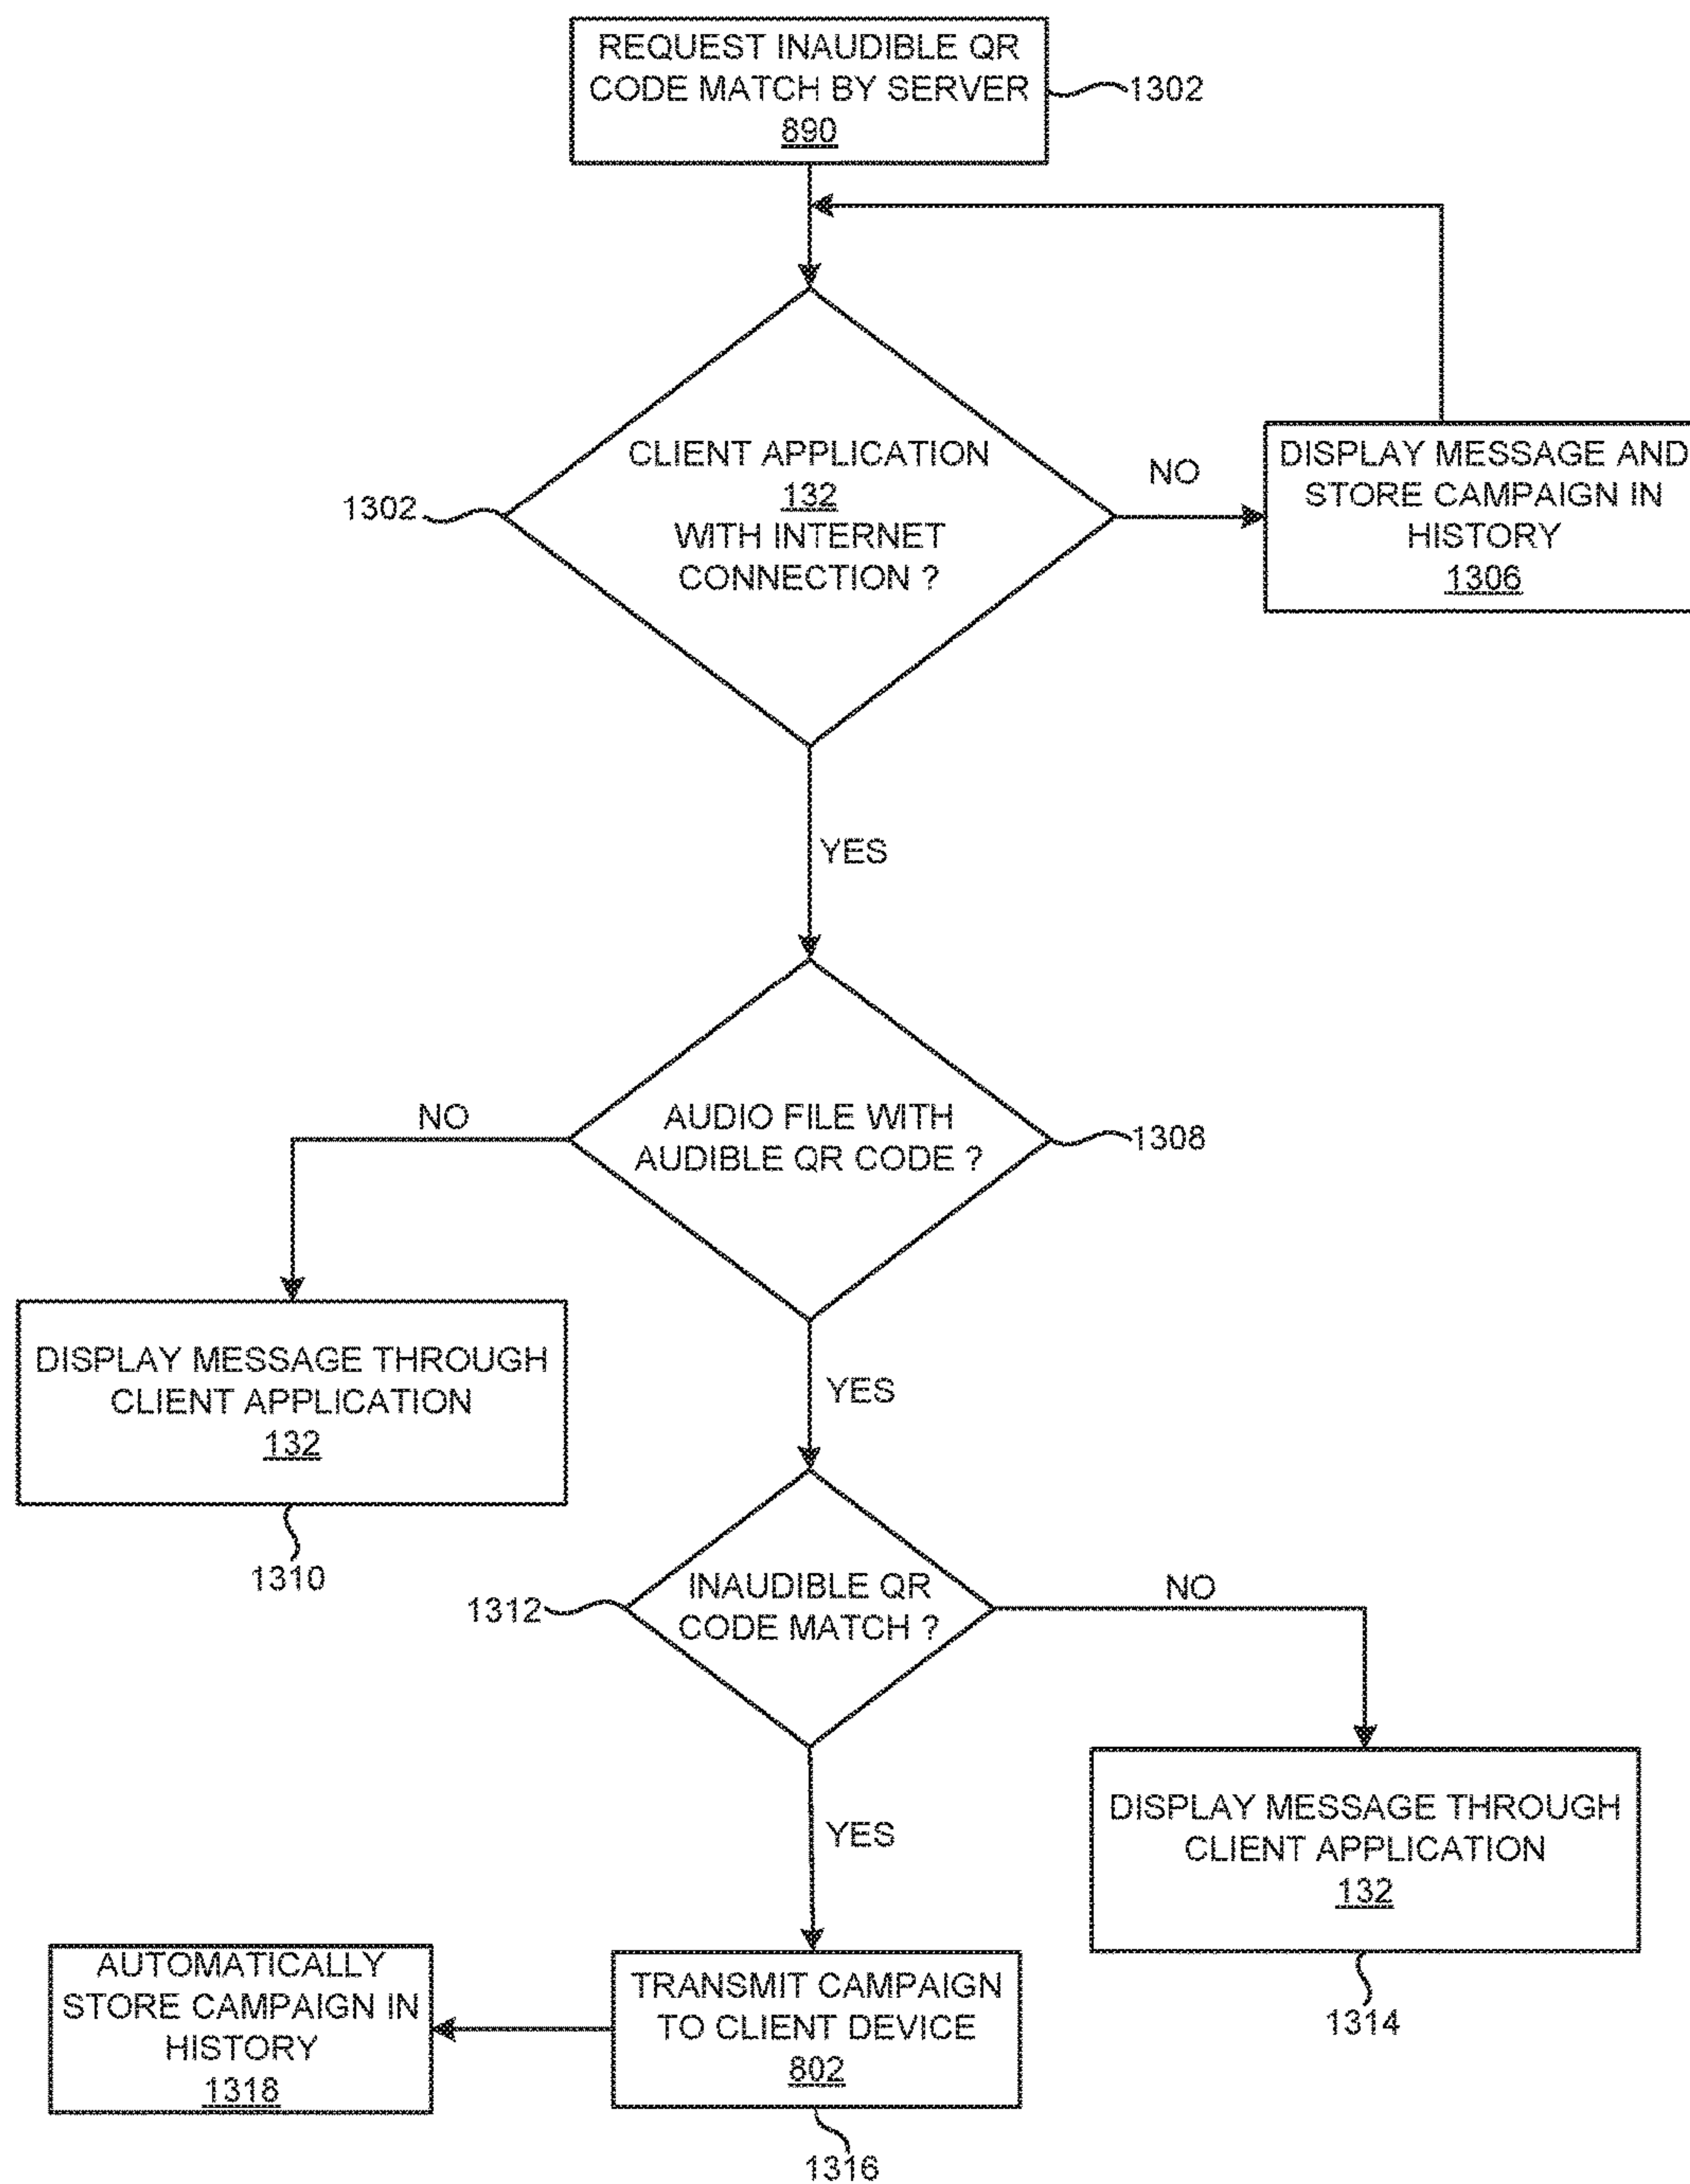 REQUEST INAUDIBLE QR
CODE MATCH BY SERVER
890
1302
CLIENT APPLICATION
132
WITH INTERNET
CONNECTION ?
1302
NO
DISPLAY MESSAGE AND
STORE CAMPAIGN IN
HISTORY
1306
YES
AUDIO FILE WITH
AUDIBLE QR CODE ?
1308
NO
DISPLAY MESSAGE THROUGH
CLIENT APPLICATION
132
1310
YES
INAUDIBLE QR
CODE MATCH ?
1312
NO
DISPLAY MESSAGE THROUGH
CLIENT APPLICATION
132
1314
YES
TRANSMIT CAMPAIGN
TO CLIENT DEVICE
802
1316
AUTOMATICALLY
STORE CAMPAIGN IN
HISTORY
1318